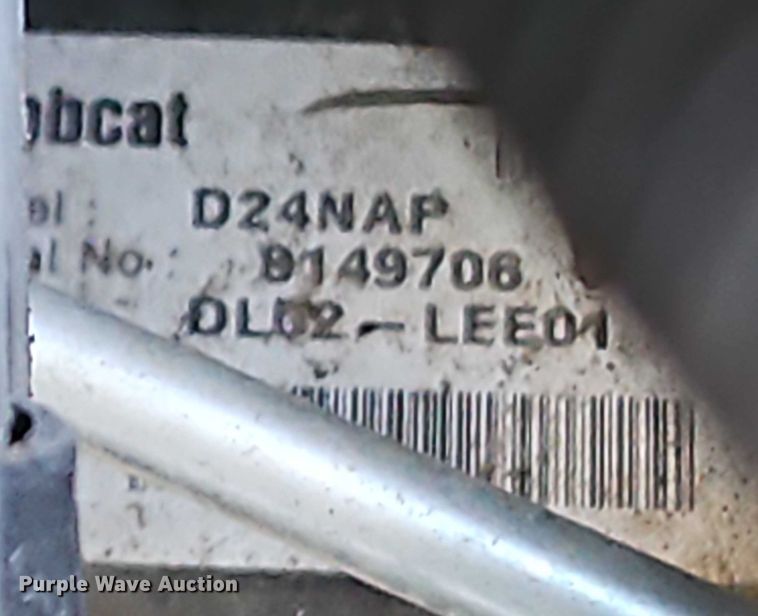 obcat
el : D24NAP
al No. : 9149706
DL02-LEE01
Purple Wave Auction